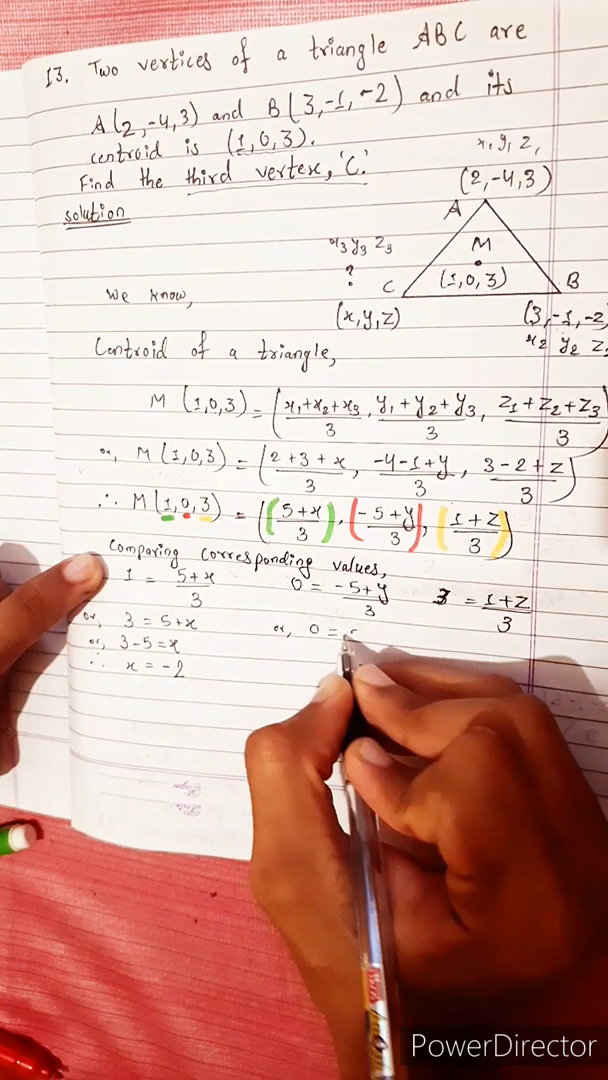 13. Two vertices of a triangle ABC are
A(2,-4,3) and B(3,-1,-2) and its
centroid is (1,0,3).
Find the third vertex, 'C'.
solution
x, y, z,
(2,-4,3)
A
M
(1,0,3)
x3 y3 z3
?
C
B
(x,y,z)
(3,-1,-2
x2 y2 z
We know,
Centroid of a triangle,
M (1,0,3) = (x1+x2+x3/3, y1+y2+y3/3, z1+z2+z3/3)
or, M (1,0,3) = (2+3+x/3, -4-1+y/3, 3-2+z/3)
∴ M (1,0,3) = ((5+x/3), (-5+y/3), (1+z/3))
Comparing corresponding values,
1 = 5+x/3 0 = -5+y/3 3 = 1+z/3
or, 3 = 5+x or, 0 = -
or, 3-5=x
∴ x = -2
PowerDirector